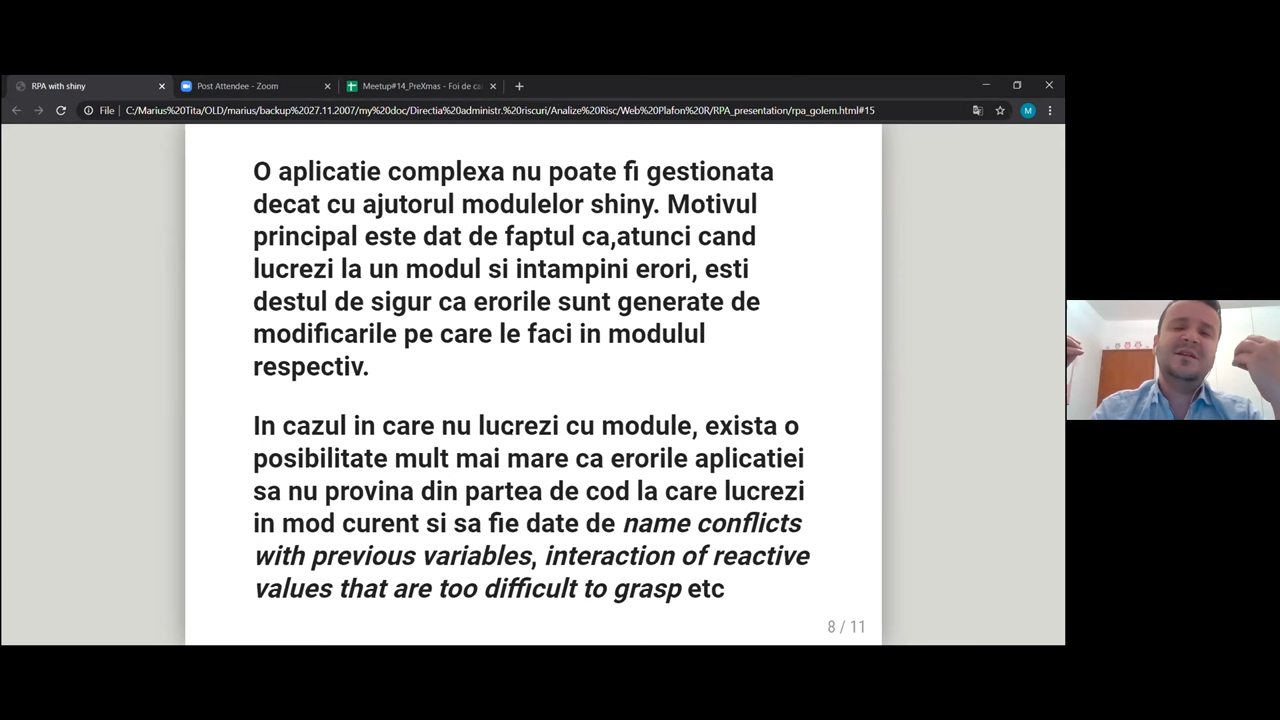 RPA with shiny
Post Attendee - Zoom
Meetup#14_PreXmas - Foi de ca
File
C:/Marius%20Tita/OLD/marius/backup%2027.11.2007/my%20doc/Directia%20administr.%20riscuri/Analize%20Risc/Web%20Plafon%20R/RPA_presentation/rpa_golem.html#15
M
O aplicatie complexa nu poate fi gestionata
decat cu ajutorul modulelor shiny. Motivul
principal este dat de faptul ca,atunci cand
lucrezi la un modul si intampini erori, esti
destul de sigur ca erorile sunt generate de
modificarile pe care le faci in modulul
respectiv.
In cazul in care nu lucrezi cu module, exista o
posibilitate mult mai mare ca erorile aplicatiei
sa nu provina din partea de cod la care lucrezi
in mod curent si sa fie date de name conflicts
with previous variables, interaction of reactive
values that are too difficult to grasp etc
8 / 11